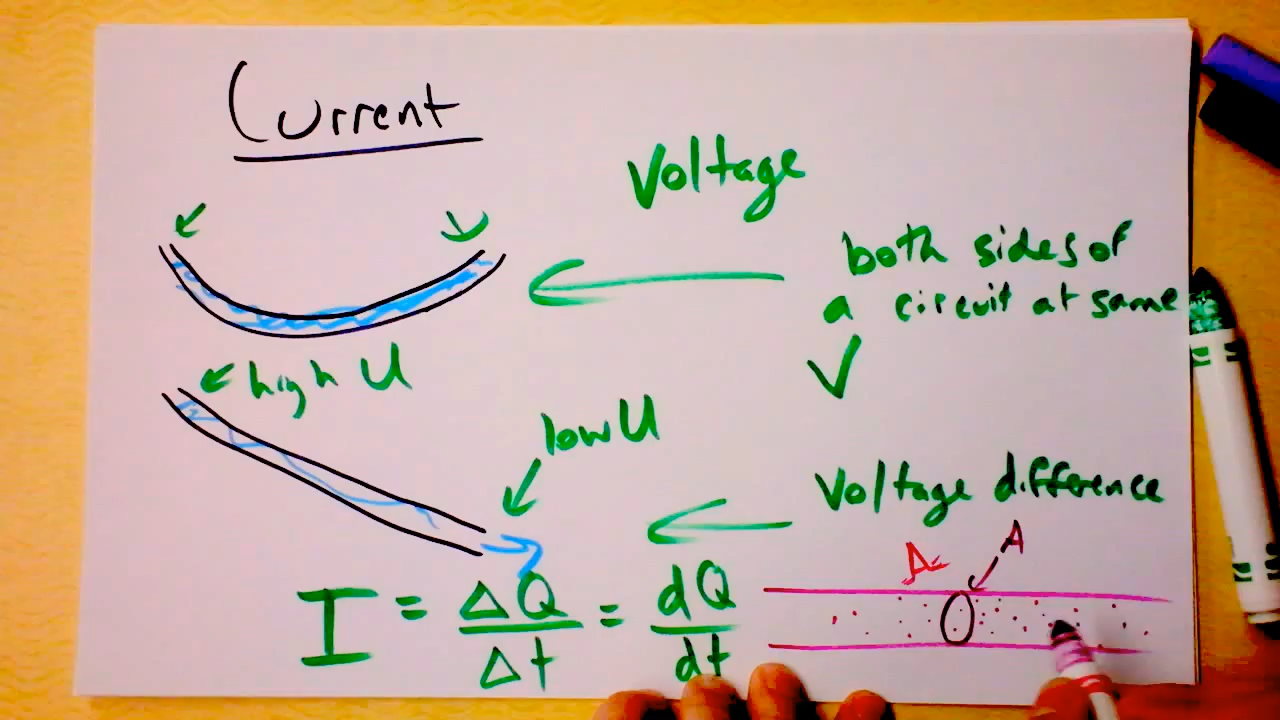 Current
Voltage
both sides of
a circuit at same
V
high U
low U
Voltage difference
A
I = ΔQ/Δt = dQ/dt